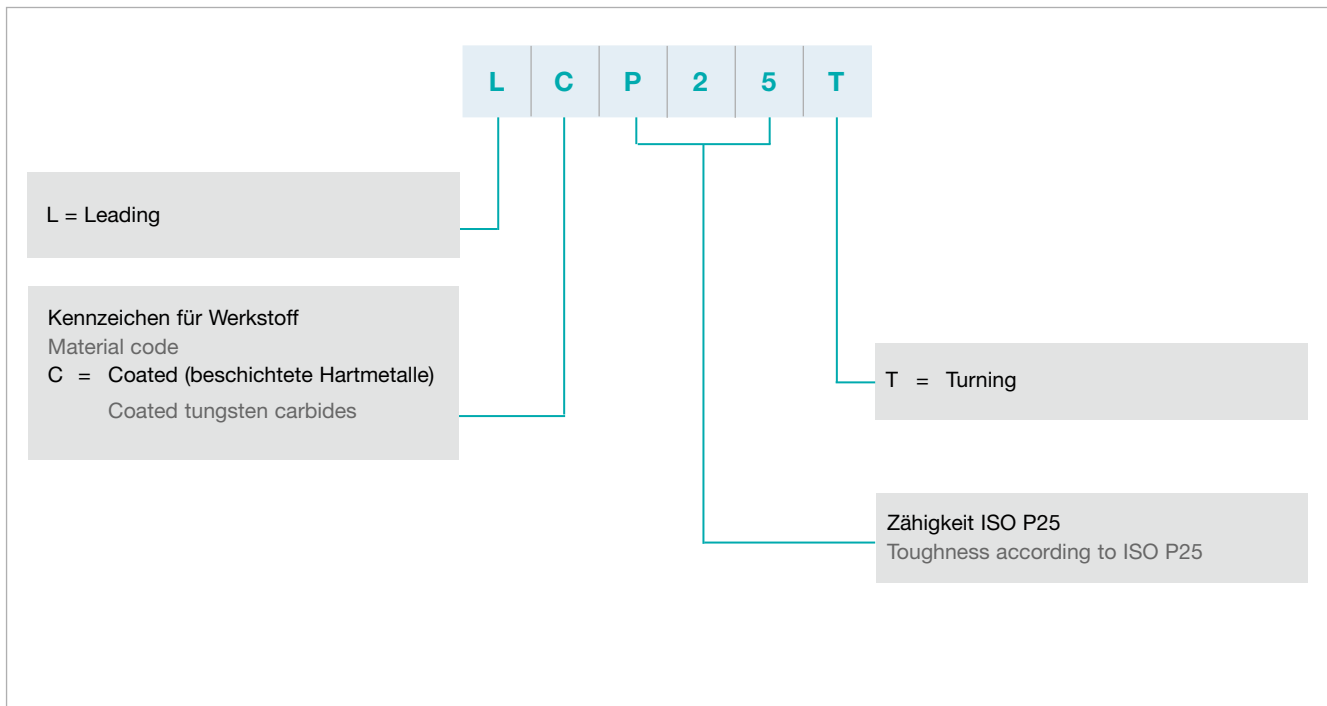 L C P 2 5 T
L = Leading
Kennzeichen für Werkstoff
Material code
C = Coated (beschichtete Hartmetalle)
Coated tungsten carbides
T = Turning
Zähigkeit ISO P25
Toughness according to ISO P25